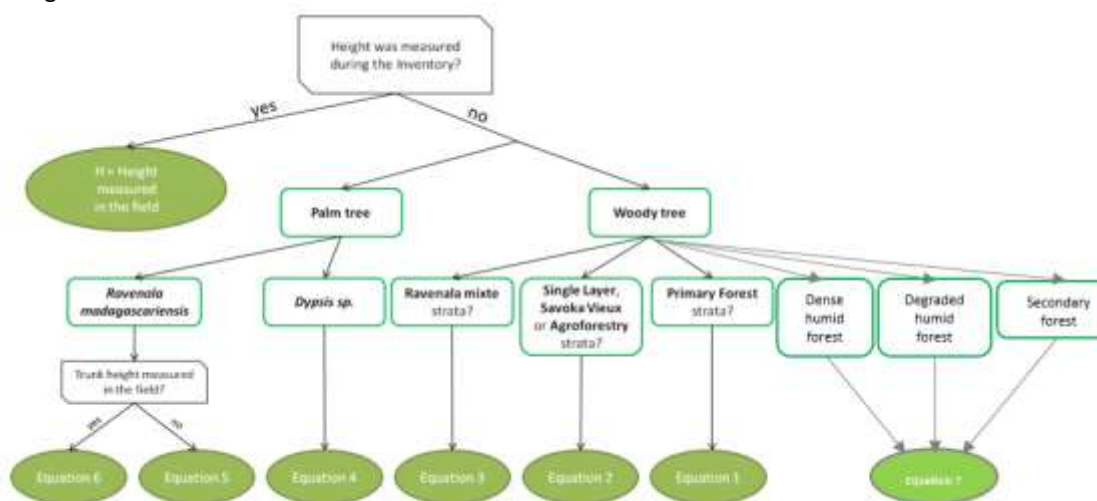 Height was measured
during the Inventory?
yes
no
H = Height
measured
in the field
Palm tree
Woody tree
Ravenala
madagascariensis
Dypsis sp.
Ravenala mixte
strata?
Single Layer,
Savoka Vieux
or Agroforestry
strata?
Primary Forest
strata?
Dense
humid
forest
Degraded
humid
forest
Secondary
forest
Trunk height measured
in the field?
yes
no
Equation 6
Equation 5
Equation 4
Equation 3
Equation 2
Equation 1
Equation 7